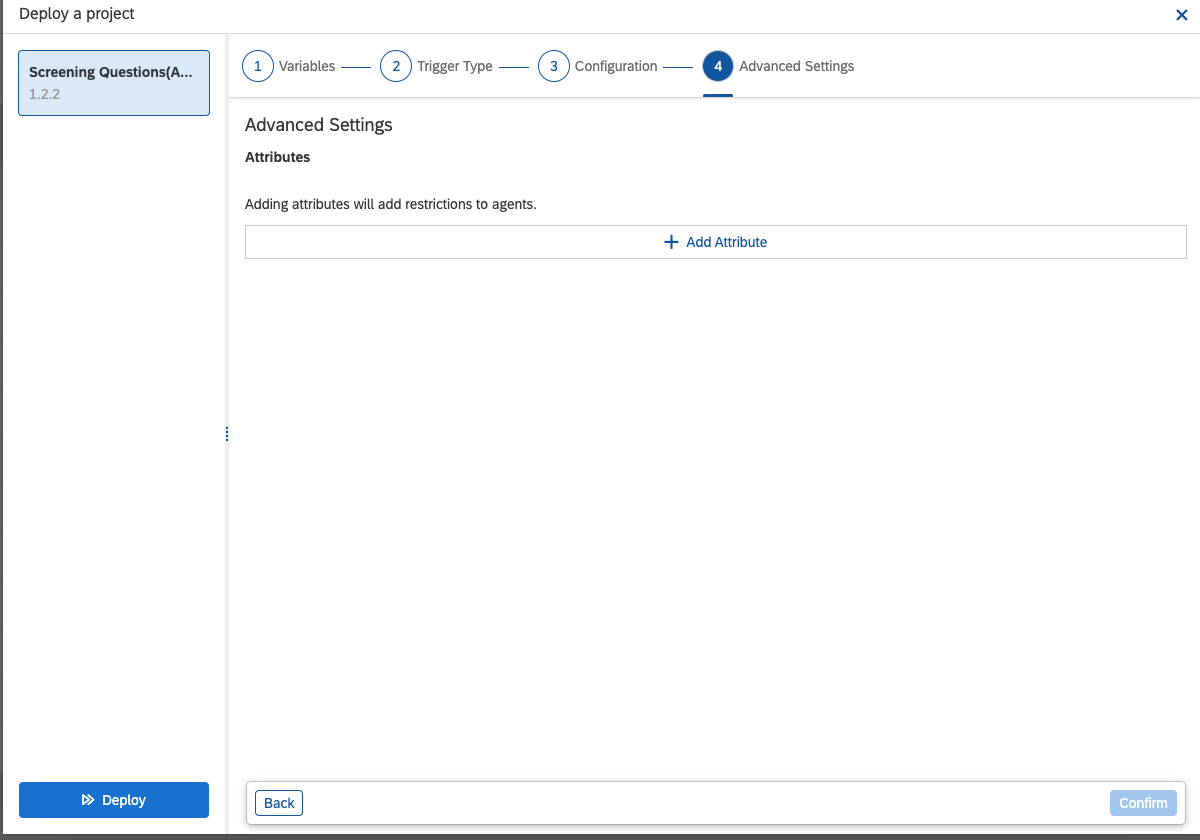 Deploy a project
Screening Questions(A...
1.2.2
1 Variables 2 Trigger Type 3 Configuration 4 Advanced Settings
Advanced Settings
Attributes
Adding attributes will add restrictions to agents.
Add Attribute
Deploy
Back
Confirm